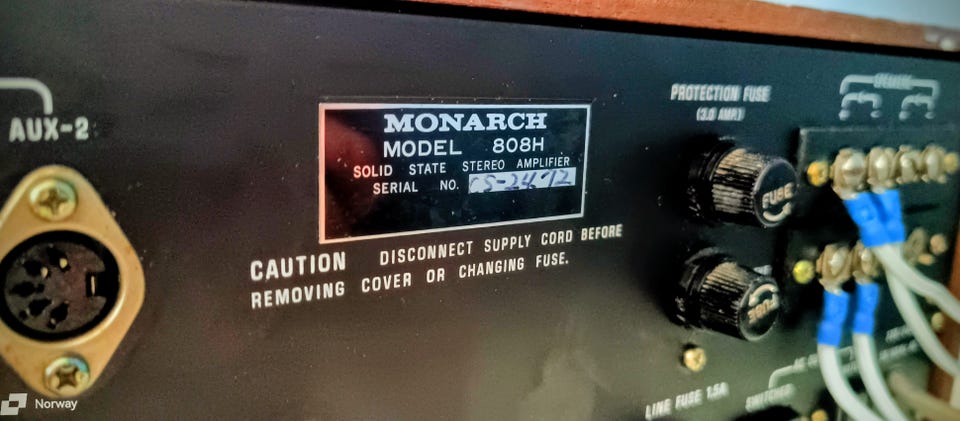 AUX-2
MONARCH
MODEL 808H
SOLID STATE STEREO AMPLIFIER
SERIAL NO.
CAUTION DISCONNECT SUPPLY CORD BEFORE
REMOVING COVER OR CHANGING FUSE.
PROTECTION FUSE
(3.0 AMP.)
FUSE
FUSE
LINE FUSE 1.5A
SWITCHED
Norway